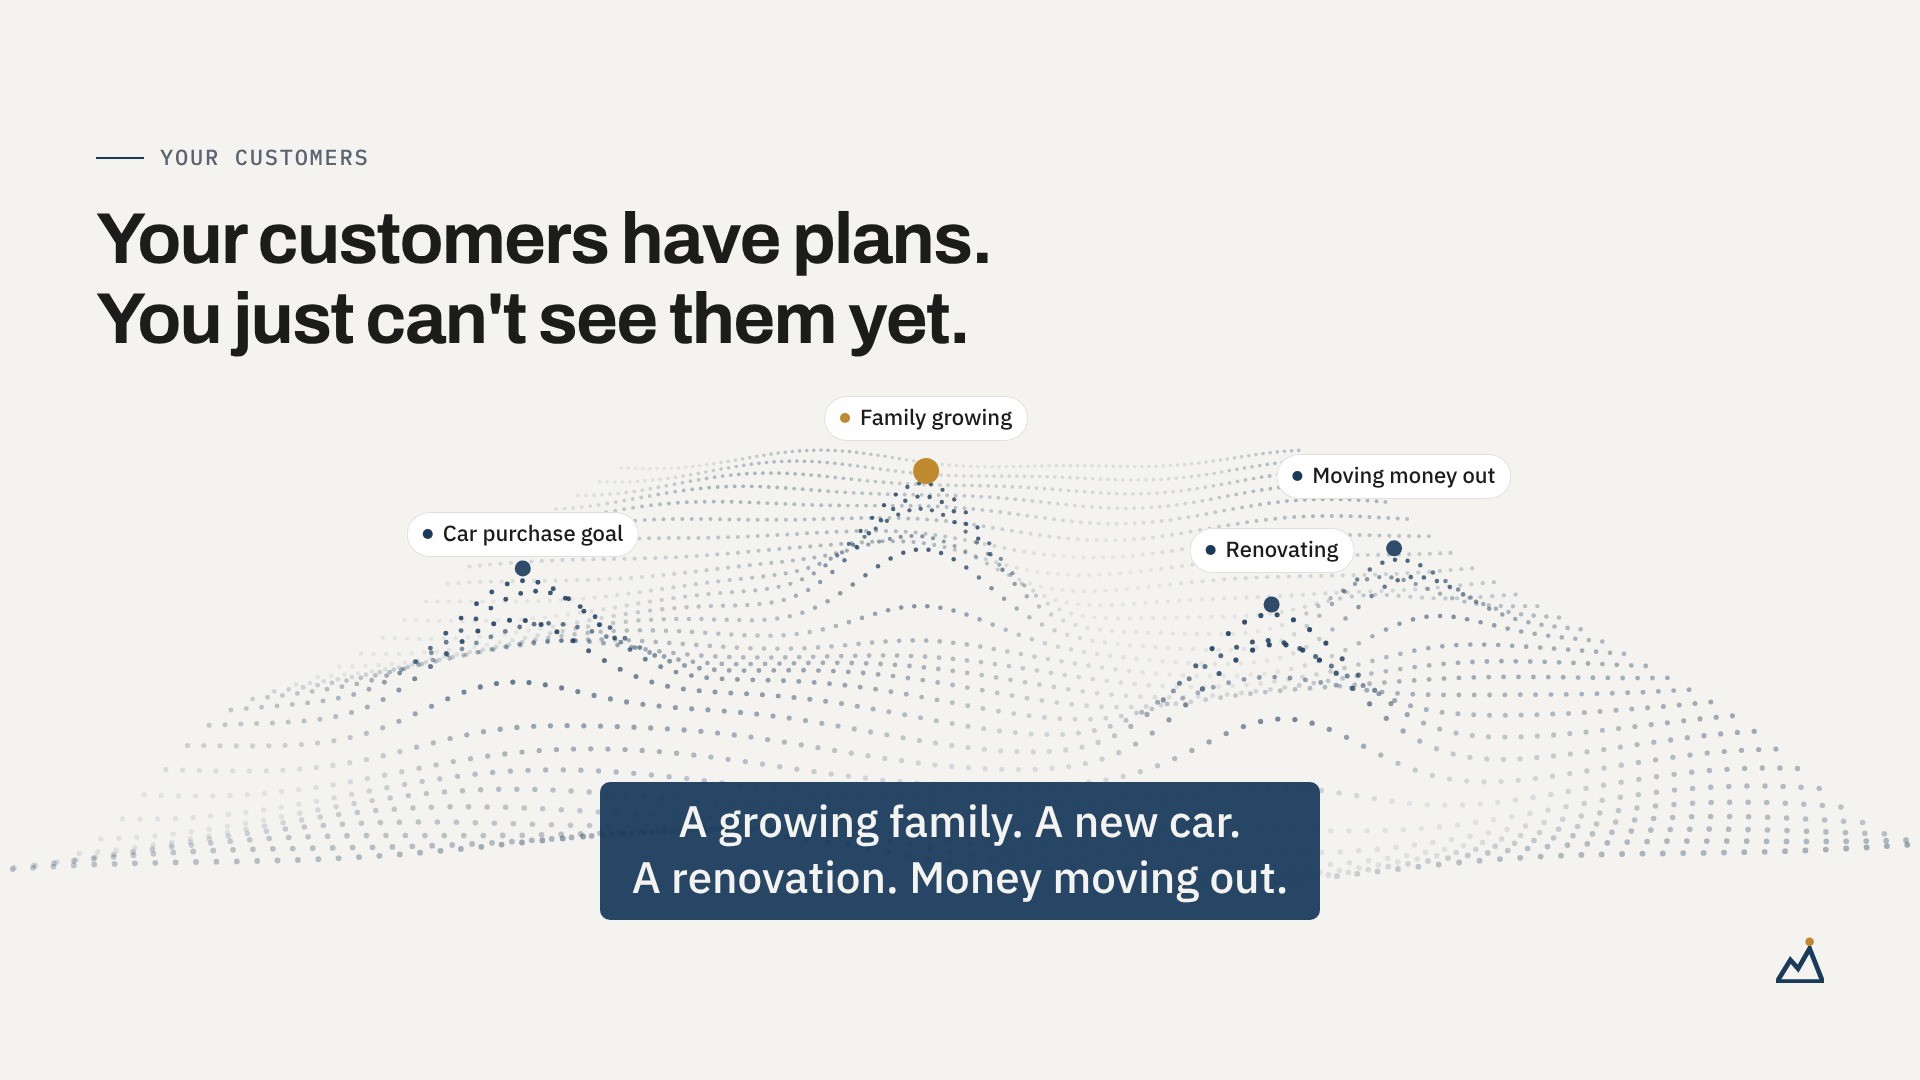 YOUR CUSTOMERS
Your customers have plans.
You just can't see them yet.
Family growing
Moving money out
Car purchase goal
Renovating
A growing family. A new car.
A renovation. Money moving out.